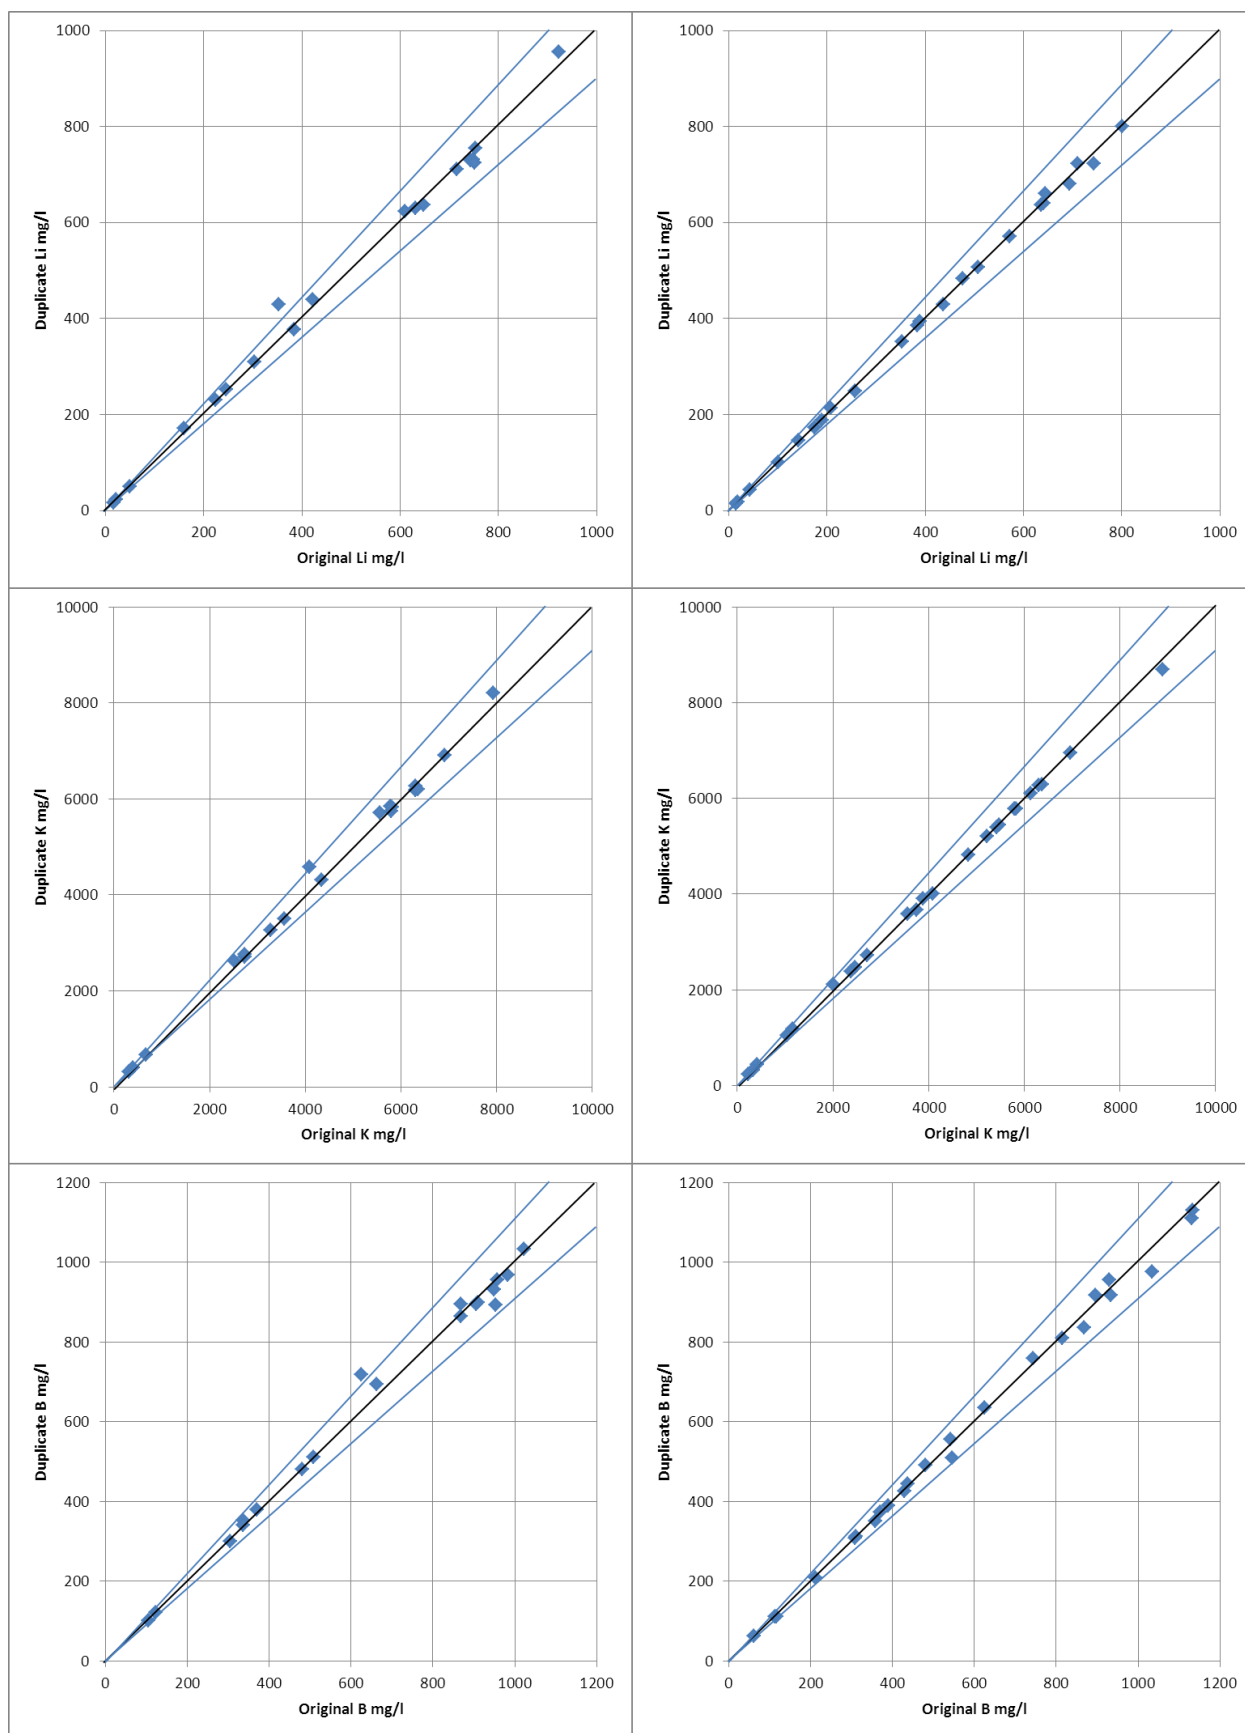 1000
800
600
400
200
0
0 200 400 600 800 1000
Duplicate Li mg/l
Original Li mg/l
1000
800
600
400
200
0
0 200 400 600 800 1000
Duplicate Li mg/l
Original Li mg/l
10000
8000
6000
4000
2000
0
0 2000 4000 6000 8000 10000
Duplicate K mg/l
Original K mg/l
10000
8000
6000
4000
2000
0
0 2000 4000 6000 8000 10000
Duplicate K mg/l
Original K mg/l
1200
1000
800
600
400
200
0
0 200 400 600 800 1000 1200
Duplicate B mg/l
Original B mg/l
1200
1000
800
600
400
200
0
0 200 400 600 800 1000 1200
Duplicate B mg/l
Original B mg/l